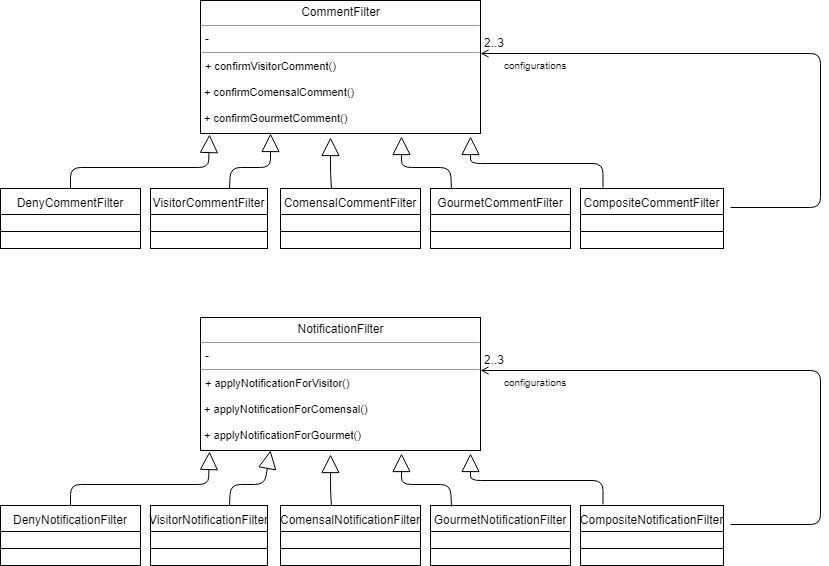 CommentFilter
-
2..3
configurations
+ confirmVisitorComment()
+ confirmComensalComment()
+ confirmGourmetComment()
DenyCommentFilter
VisitorCommentFilter
ComensalCommentFilter
GourmetCommentFilter
CompositeCommentFilter
NotificationFilter
-
2..3
configurations
+ applyNotificationForVisitor()
+ applyNotificationForComensal()
+ applyNotificationForGourmet()
DenyNotificationFilter
VisitorNotificationFilter
ComensalNotificationFilter
GourmetNotificationFilter
CompositeNotificationFilter